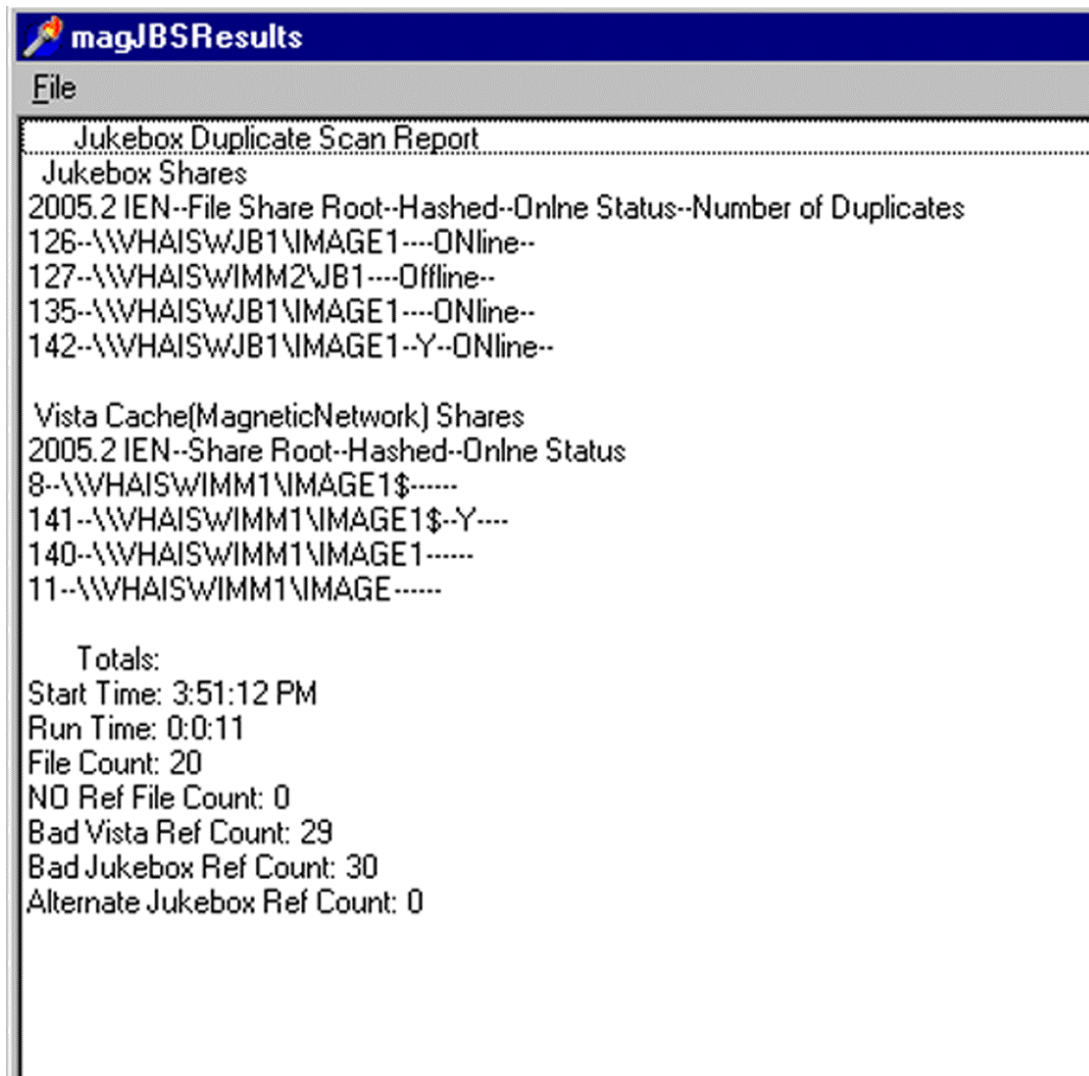 magJBSResults
File
Jukebox Duplicate Scan Report
Jukebox Shares
2005.2 IEN--File Share Root--Hashed--Onlne Status--Number of Duplicates
126--\\VHAISWJB1\IMAGE1----ONline--
127--\\VHAISWIMM2\JB1----Offline--
135--\\VHAISWJB1\IMAGE1----ONline--
142--\\VHAISWJB1\IMAGE1--Y--ONline--
Vista Cache(MagneticNetwork) Shares
2005.2 IEN--Share Root--Hashed--Onlne Status
8--\\VHAISWIMM1\IMAGE1$------
141--\\VHAISWIMM1\IMAGE1$--Y----
140--\\VHAISWIMM1\IMAGE1------
11--\\VHAISWIMM1\IMAGE------
Totals:
Start Time: 3:51:12 PM
Run Time: 0:0:11
File Count: 20
NO Ref File Count: 0
Bad Vista Ref Count: 29
Bad Jukebox Ref Count: 30
Alternate Jukebox Ref Count: 0